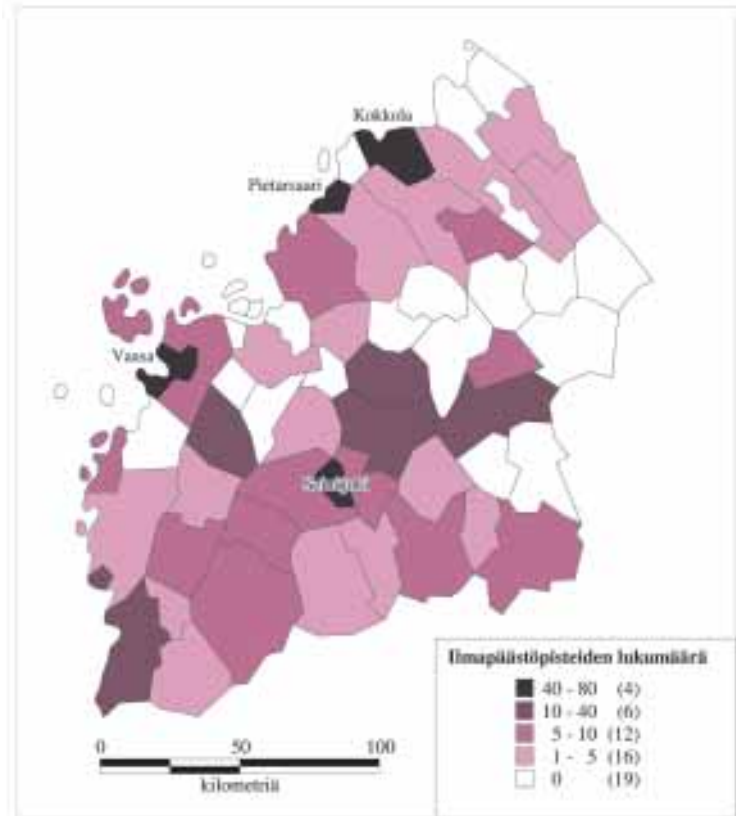 Kokkola
Pietarsaari
Vaasa
Seinäjoki
Ilmapäästöpisteiden lukumäärä
40 - 80 (4)
10 - 40 (6)
5 - 10 (12)
1 - 5 (16)
0 (19)
0 50 100
kilometriä